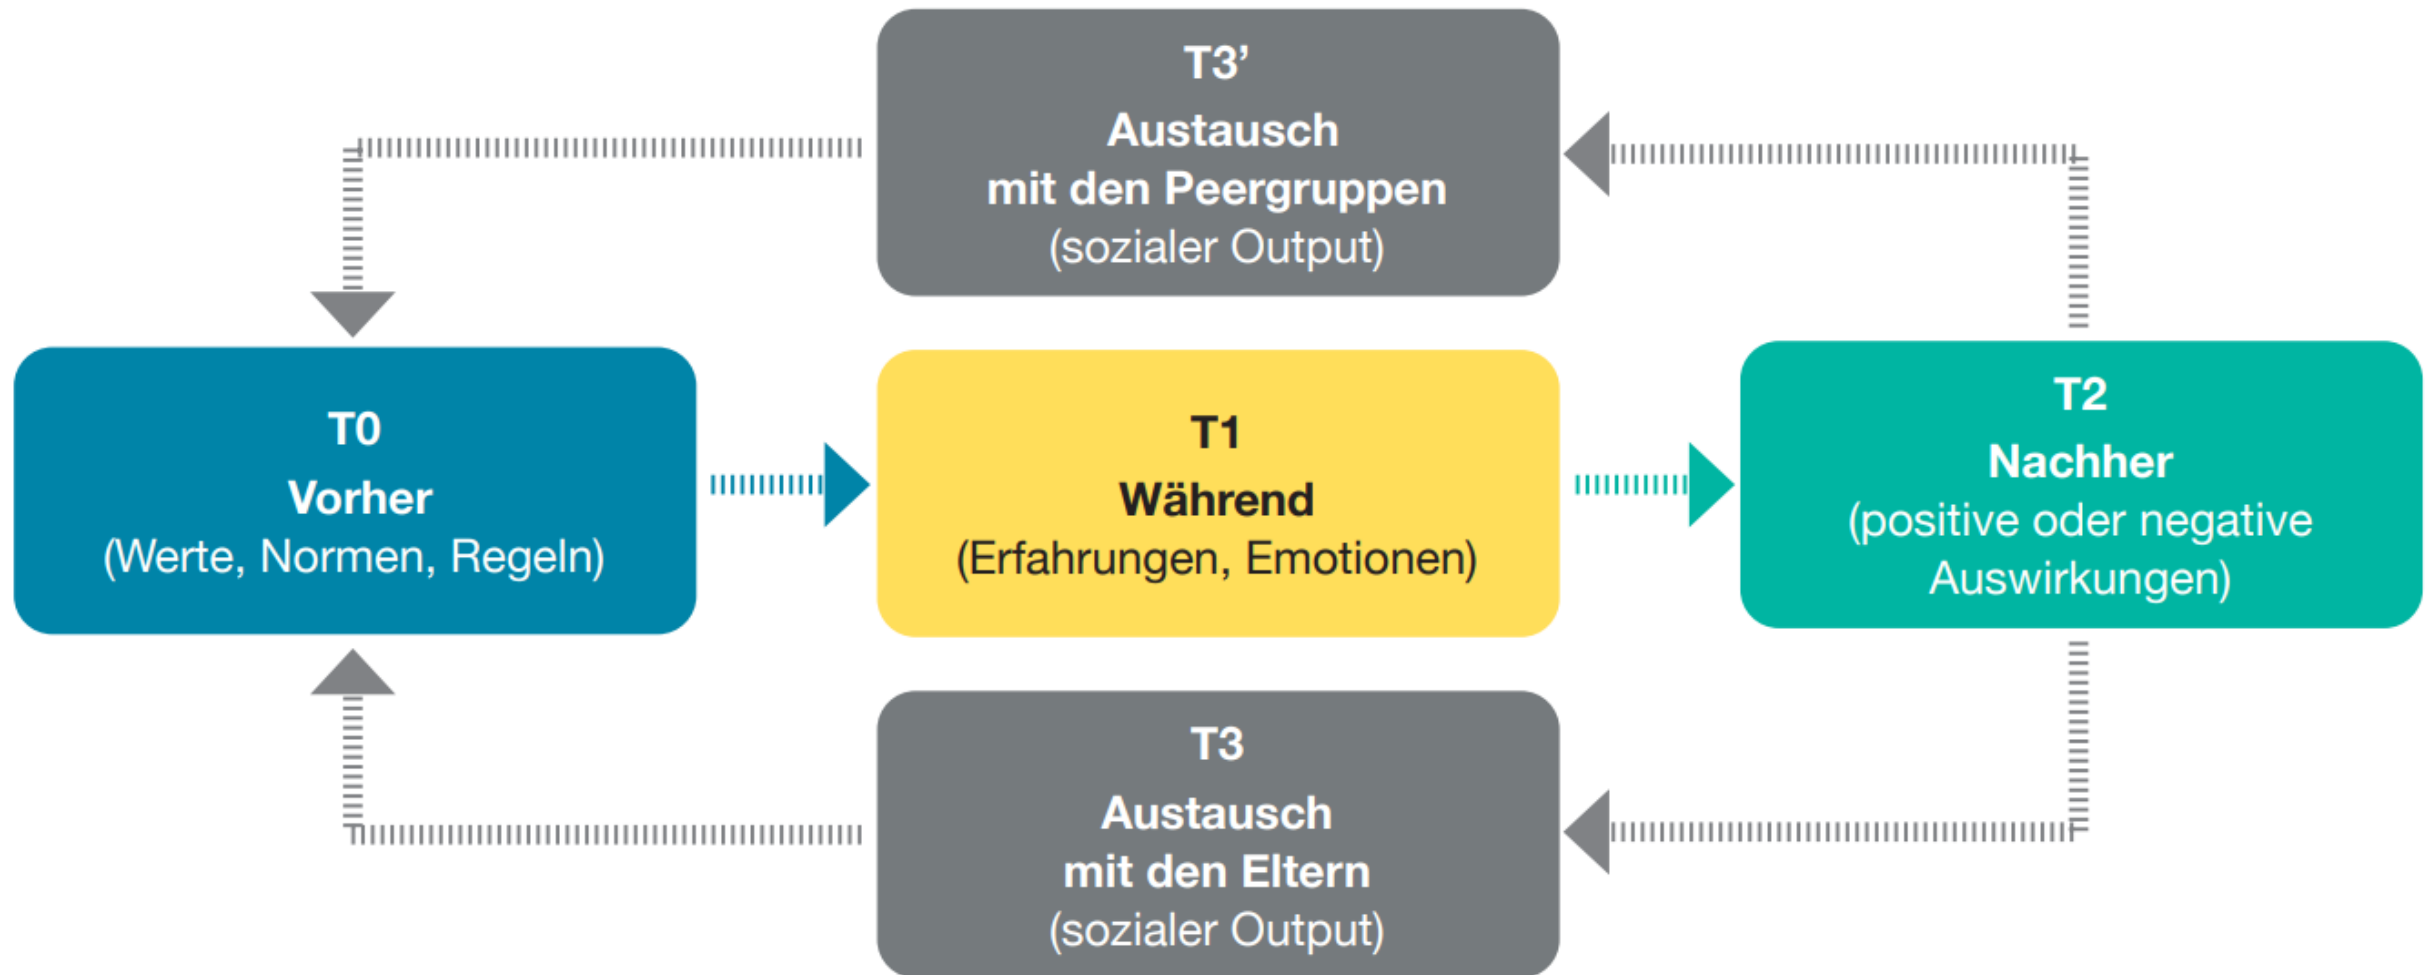 T3’
Austausch
mit den Peergruppen
(sozialer Output)
T0
Vorher
(Werte, Normen, Regeln)
T1
Während
(Erfahrungen, Emotionen)
T2
Nachher
(positive oder negative
Auswirkungen)
T3
Austausch
mit den Eltern
(sozialer Output)